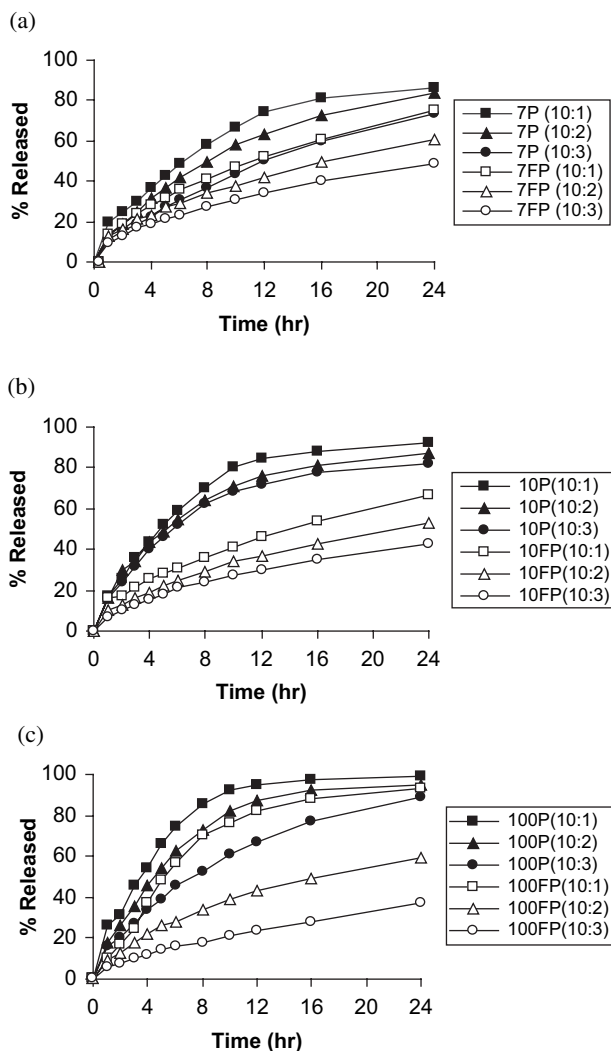 (a)
100
80
60
40
20
0
% Released
0 4 8 12 16 20 24
Time (hr)
7P (10:1)
7P (10:2)
7P (10:3)
7FP (10:1)
7FP (10:2)
7FP (10:3)
(b)
100
80
60
40
20
0
% Released
0 4 8 12 16 20 24
Time (hr)
10P(10:1)
10P(10:2)
10P(10:3)
10FP(10:1)
10FP(10:2)
10FP(10:3)
(c)
100
80
60
40
20
0
% Released
0 4 8 12 16 20 24
Time (hr)
100P(10:1)
100P(10:2)
100P(10:3)
100FP(10:1)
100FP(10:2)
100FP(10:3)